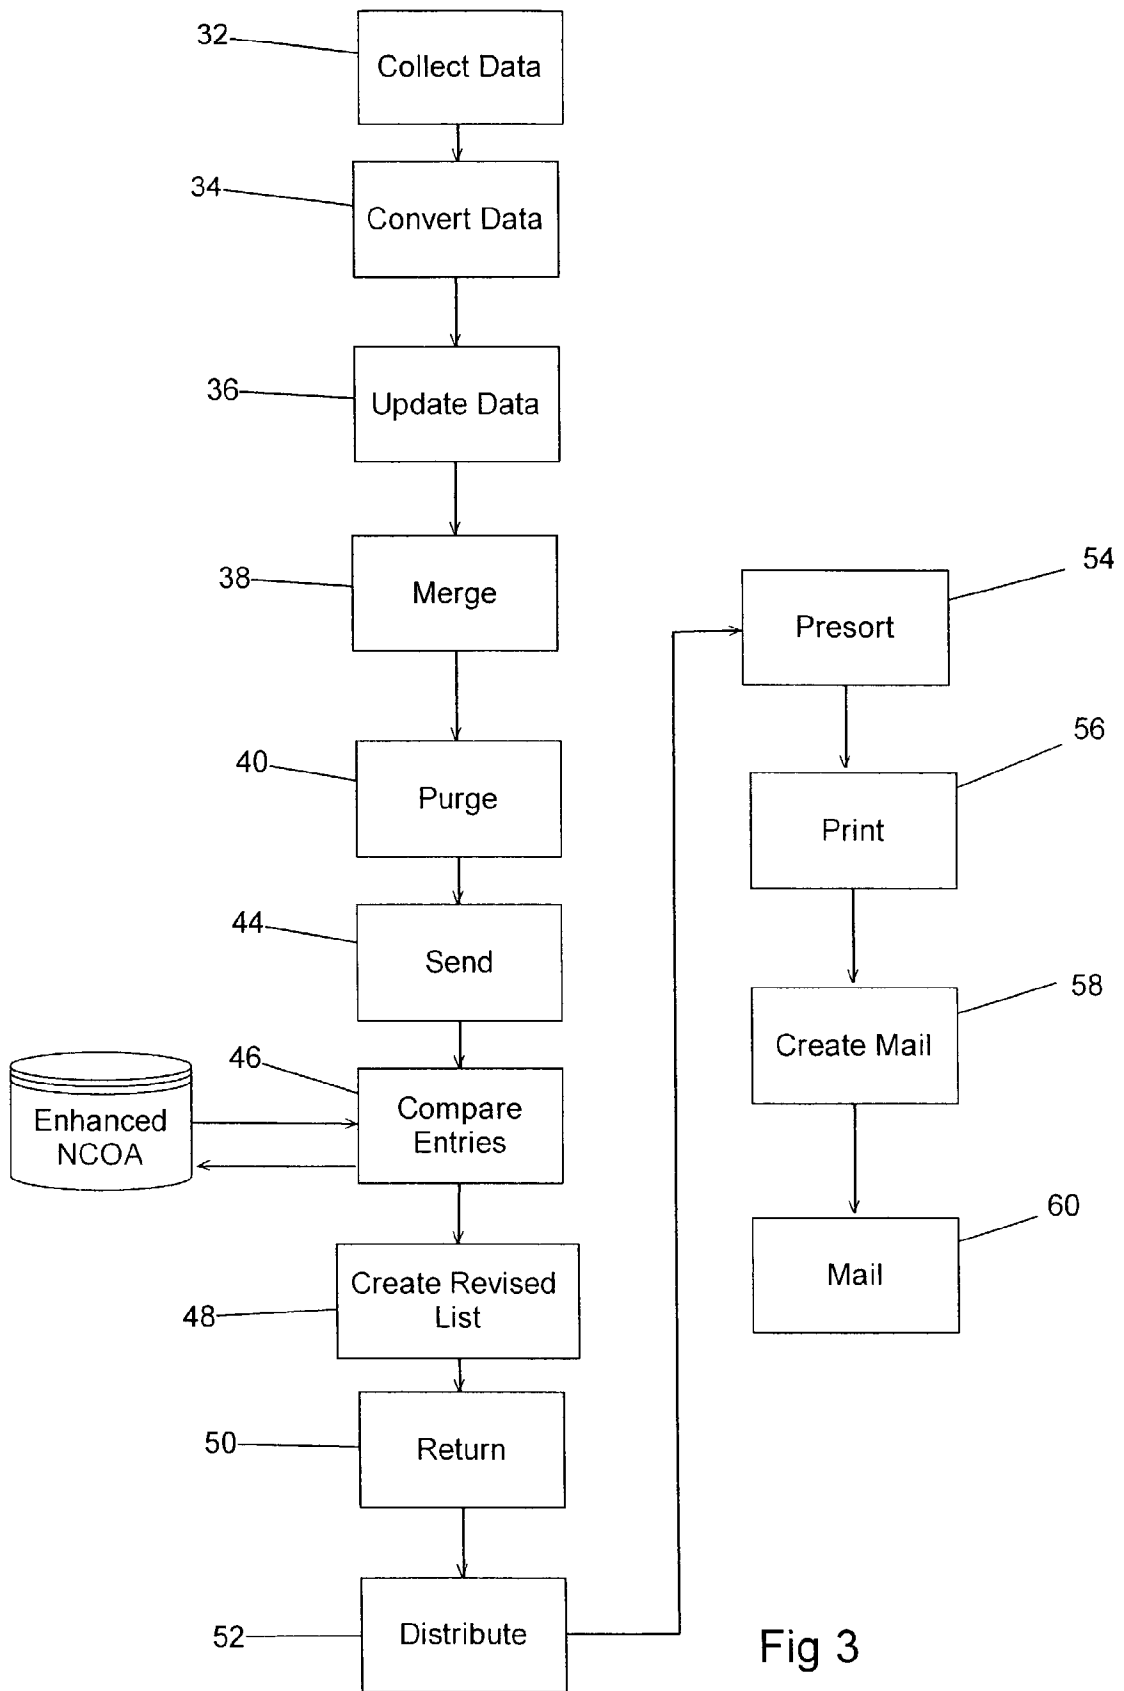 32
Collect Data
34
Convert Data
36
Update Data
38
Merge
40
Purge
44
Send
46
Compare
Entries
Enhanced
NCOA
48
Create Revised
List
50
Return
52
Distribute
54
Presort
56
Print
58
Create Mail
60
Mail
Fig 3